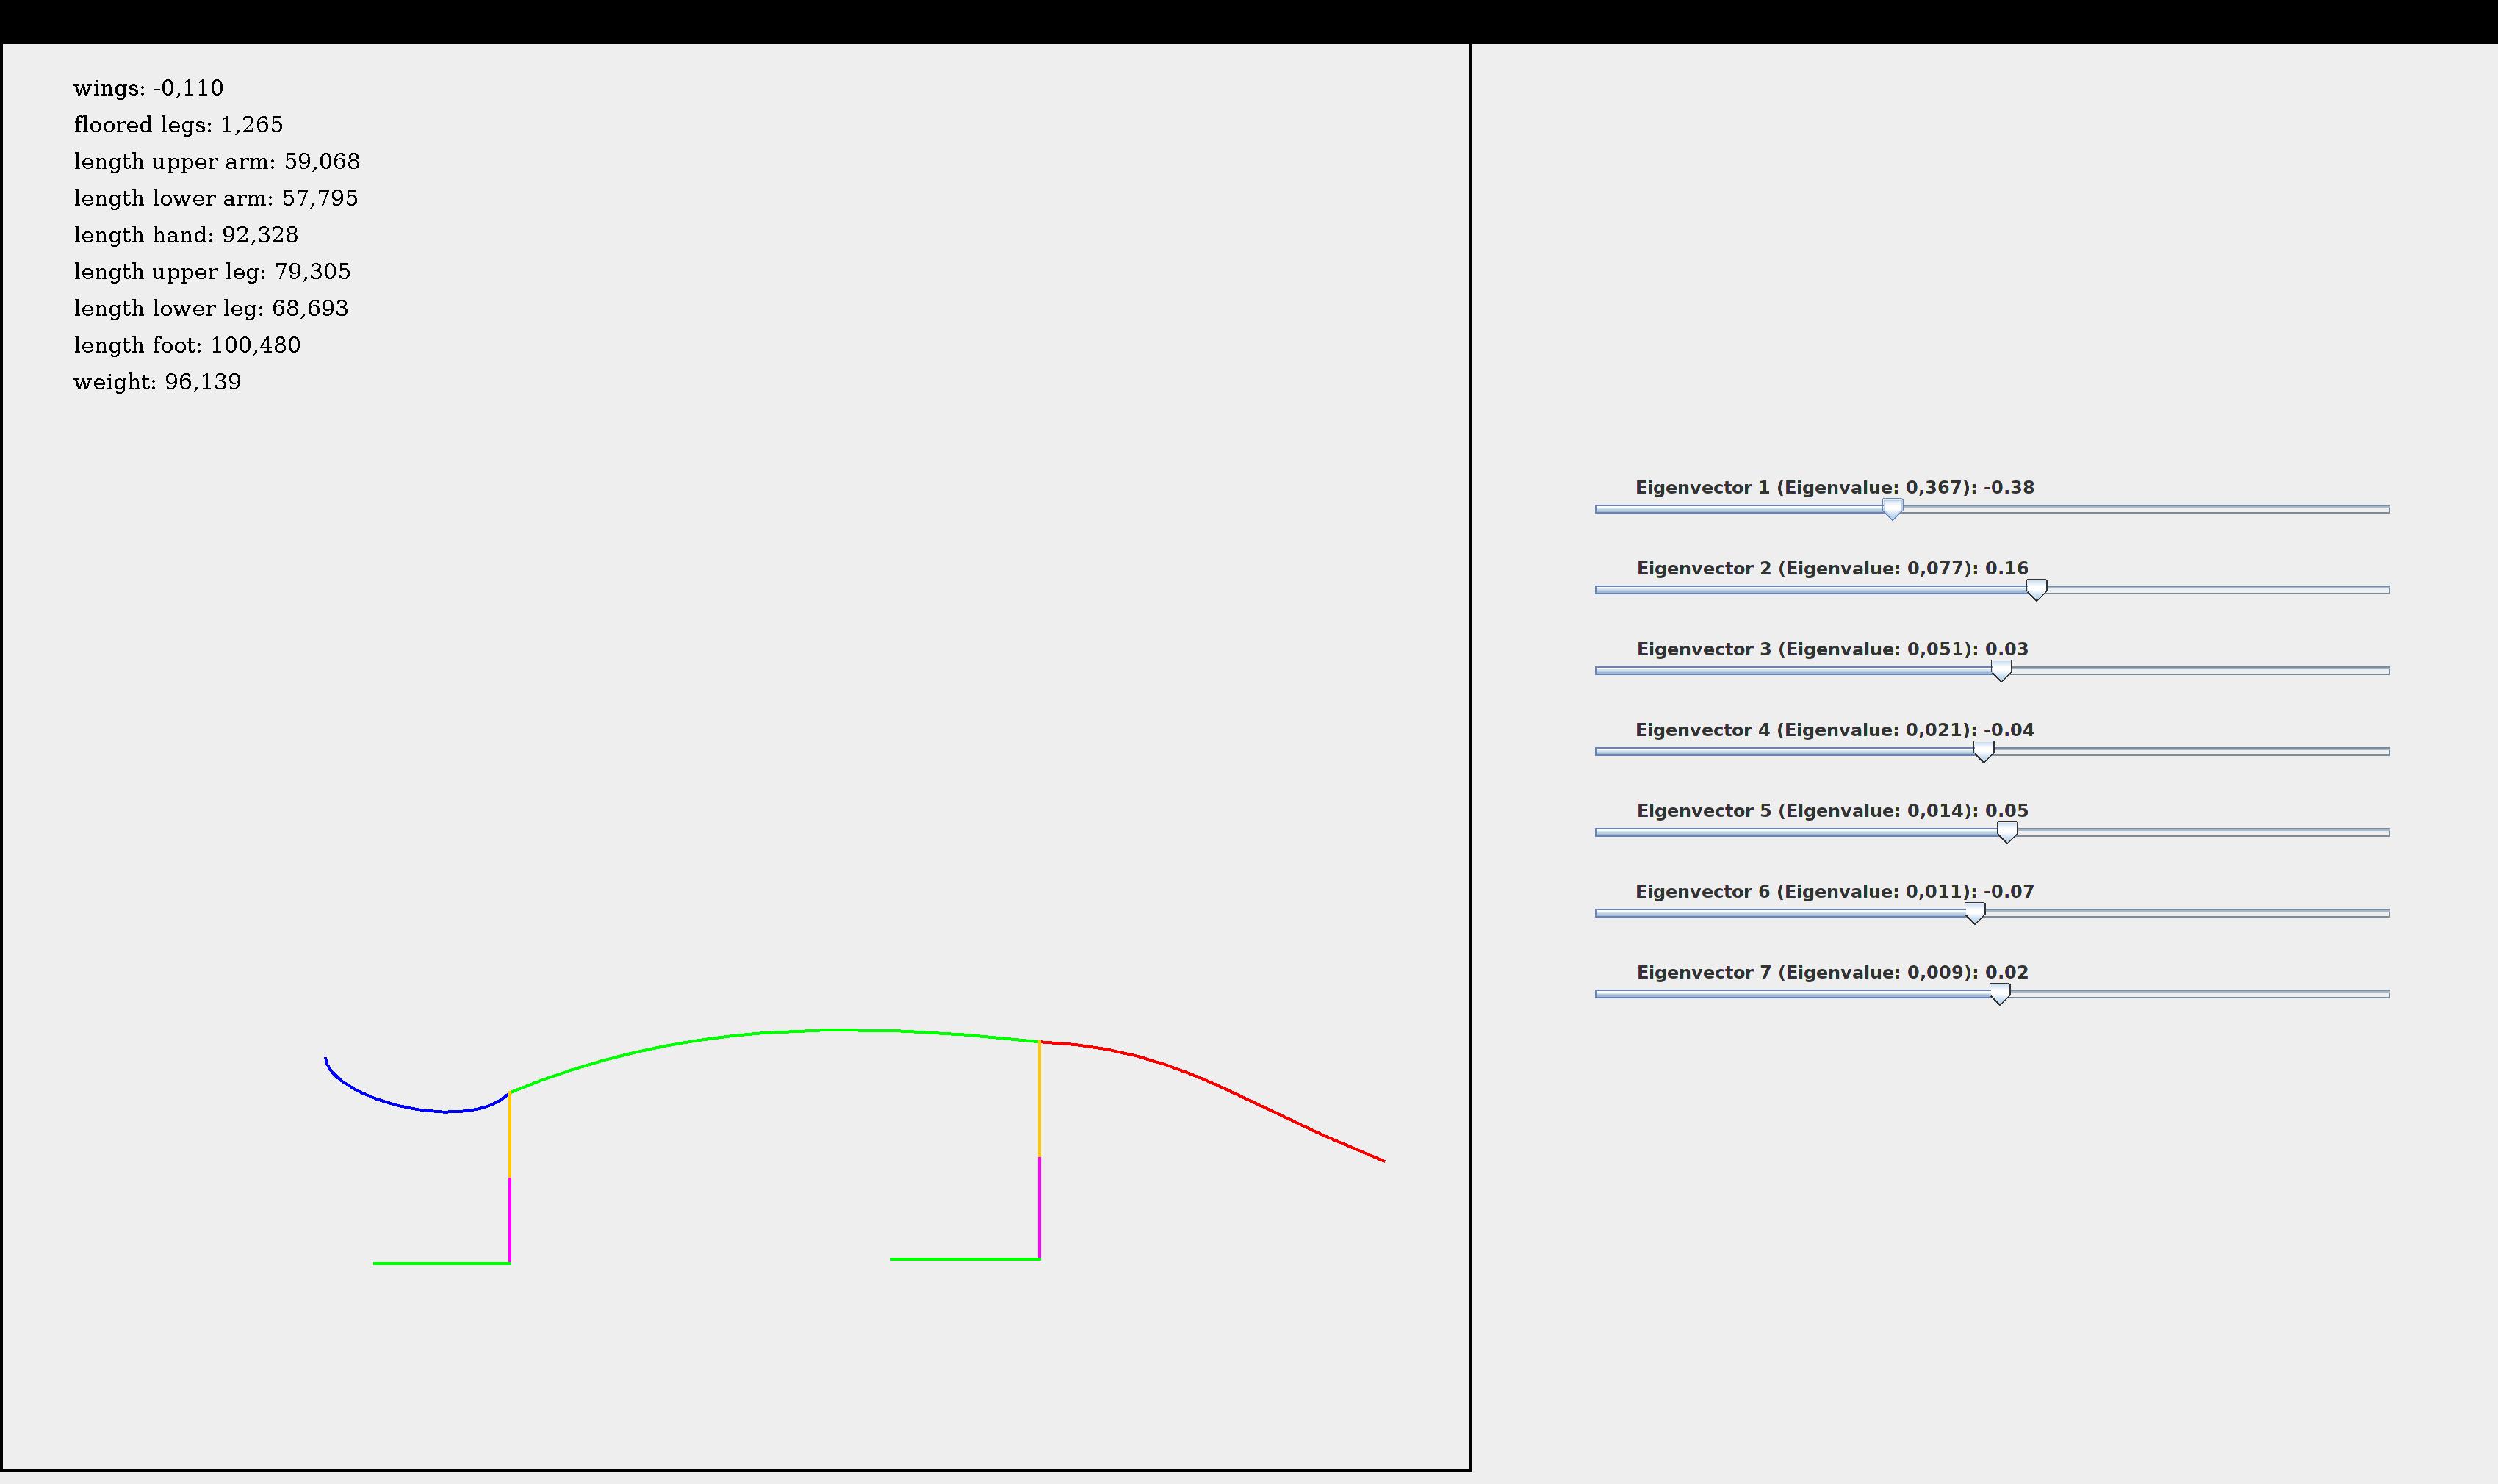 wings: -0,110
floored legs: 1,265
length upper arm: 59,068
length lower arm: 57,795
length hand: 92,328
length upper leg: 79,305
length lower leg: 68,693
length foot: 100,480
weight: 96,139
Eigenvector 1 (Eigenvalue: 0,367): -0.38
Eigenvector 2 (Eigenvalue: 0,077): 0.16
Eigenvector 3 (Eigenvalue: 0,051): 0.03
Eigenvector 4 (Eigenvalue: 0,021): -0.04
Eigenvector 5 (Eigenvalue: 0,014): 0.05
Eigenvector 6 (Eigenvalue: 0,011): -0.07
Eigenvector 7 (Eigenvalue: 0,009): 0.02